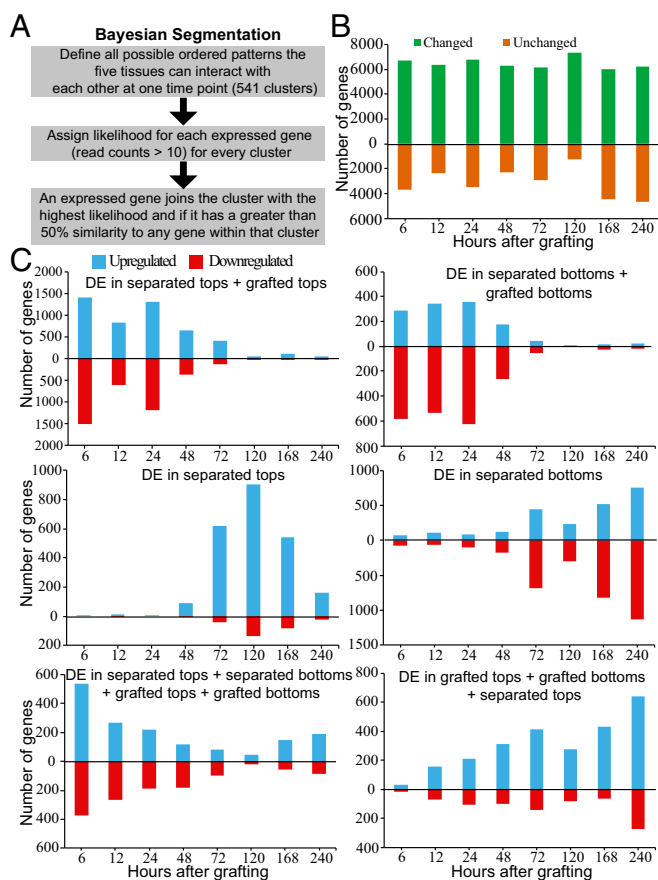 A
Bayesian Segmentation
Define all possible ordered patterns the
five tissues can interact with
each other at one time point (541 clusters)
Assign likelihood for each expressed gene
(read counts > 10) for every cluster
An expressed gene joins the cluster with the
highest likelihood and if it has a greater than
50% similarity to any gene within that cluster
B
Changed
Unchanged
Number of genes
8000
6000
4000
2000
0
2000
4000
6000
6 12 24 48 72 120 168 240
Hours after grafting
C
Upregulated
Downregulated
DE in separated tops + grafted tops
Number of genes
2000
1500
1000
500
0
500
1000
1500
2000
6 12 24 48 72 120 168 240
DE in separated bottoms +
grafted bottoms
600
400
200
0
200
400
600
800
6 12 24 48 72 120 168 240
DE in separated tops
Number of genes
1000
800
600
400
200
0
200
6 12 24 48 72 120 168 240
DE in separated bottoms
1000
500
0
500
1000
1500
6 12 24 48 72 120 168 240
DE in separated tops + separated bottoms
+ grafted tops + grafted bottoms
Number of genes
600
400
200
0
200
400
600
6 12 24 48 72 120 168 240
Hours after grafting
DE in grafted tops + grafted bottoms
+ separated tops
800
600
400
200
0
200
400
6 12 24 48 72 120 168 240
Hours after grafting